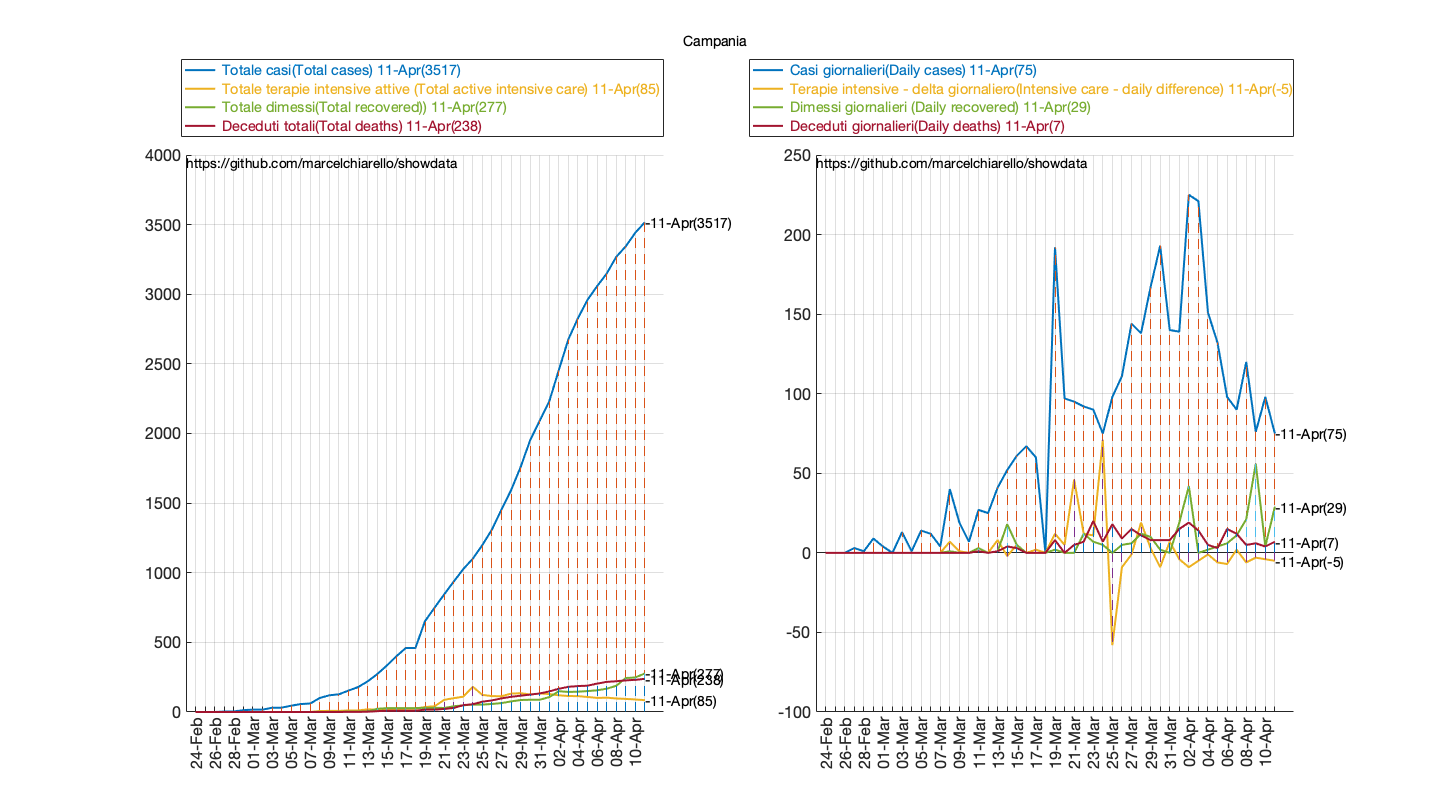 Campania
Totale casi(Total cases) 11-Apr(3517)
Totale terapie intensive attive (Total active intensive care) 11-Apr(85)
Totale dimessi(Total recovered)) 11-Apr(277)
Deceduti totali(Total deaths) 11-Apr(238)
https://github.com/marcelchiarello/showdata
4000
3500
3000
2500
2000
1500
1000
500
0
-11-Apr(3517)
-11-Apr(277)
-11-Apr(238)
-11-Apr(85)
24-Feb
26-Feb
28-Feb
01-Mar
03-Mar
05-Mar
07-Mar
09-Mar
11-Mar
13-Mar
15-Mar
17-Mar
19-Mar
21-Mar
23-Mar
25-Mar
27-Mar
29-Mar
31-Mar
02-Apr
04-Apr
06-Apr
08-Apr
10-Apr
Casi giornalieri(Daily cases) 11-Apr(75)
Terapie intensive - delta giornaliero(Intensive care - daily difference) 11-Apr(-5)
Dimessi giornalieri (Daily recovered) 11-Apr(29)
Deceduti giornalieri(Daily deaths) 11-Apr(7)
https://github.com/marcelchiarello/showdata
250
200
150
100
50
0
-50
-100
-11-Apr(75)
-11-Apr(29)
-11-Apr(7)
-11-Apr(-5)
24-Feb
26-Feb
28-Feb
01-Mar
03-Mar
05-Mar
07-Mar
09-Mar
11-Mar
13-Mar
15-Mar
17-Mar
19-Mar
21-Mar
23-Mar
25-Mar
27-Mar
29-Mar
31-Mar
02-Apr
04-Apr
06-Apr
08-Apr
10-Apr